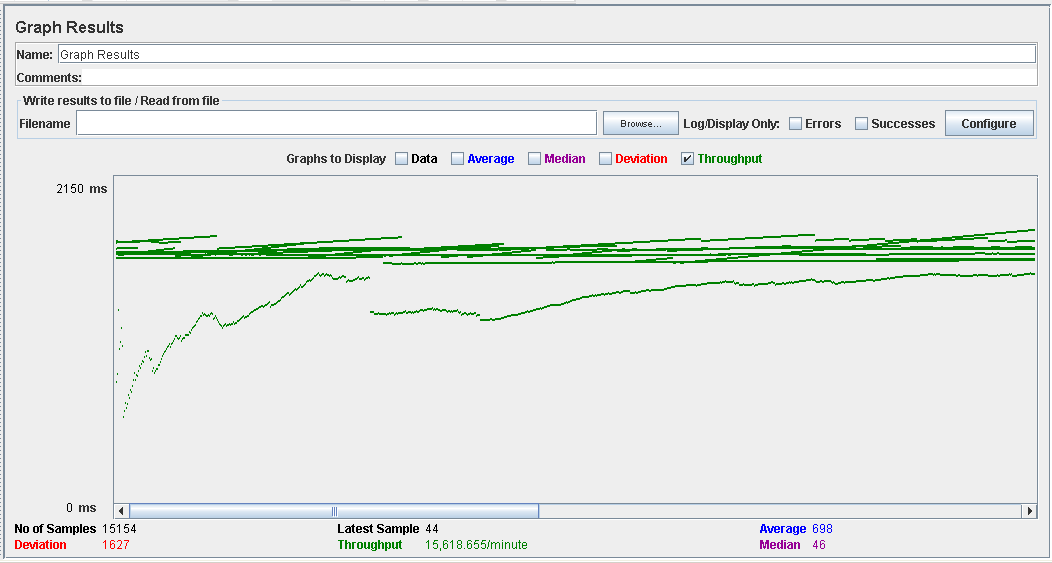 Graph Results
Name: Graph Results
Comments:
Write results to file / Read from file
Filename Browse... Log/Display Only: Errors Successes Configure
Graphs to Display Data Average Median Deviation Throughput
2150 ms
0 ms
No of Samples 15154 Latest Sample 44 Average 698
Deviation 1627 Throughput 15,618.655/minute Median 46